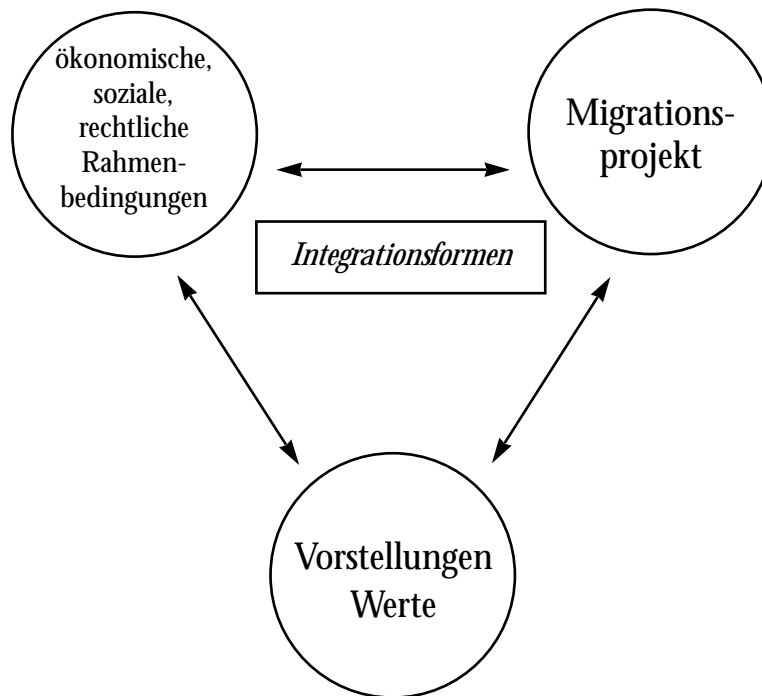 ökonomische,
soziale,
rechtliche
Rahmen-
bedingungen
Migrations-
projekt
Integrationsformen
Vorstellungen
Werte